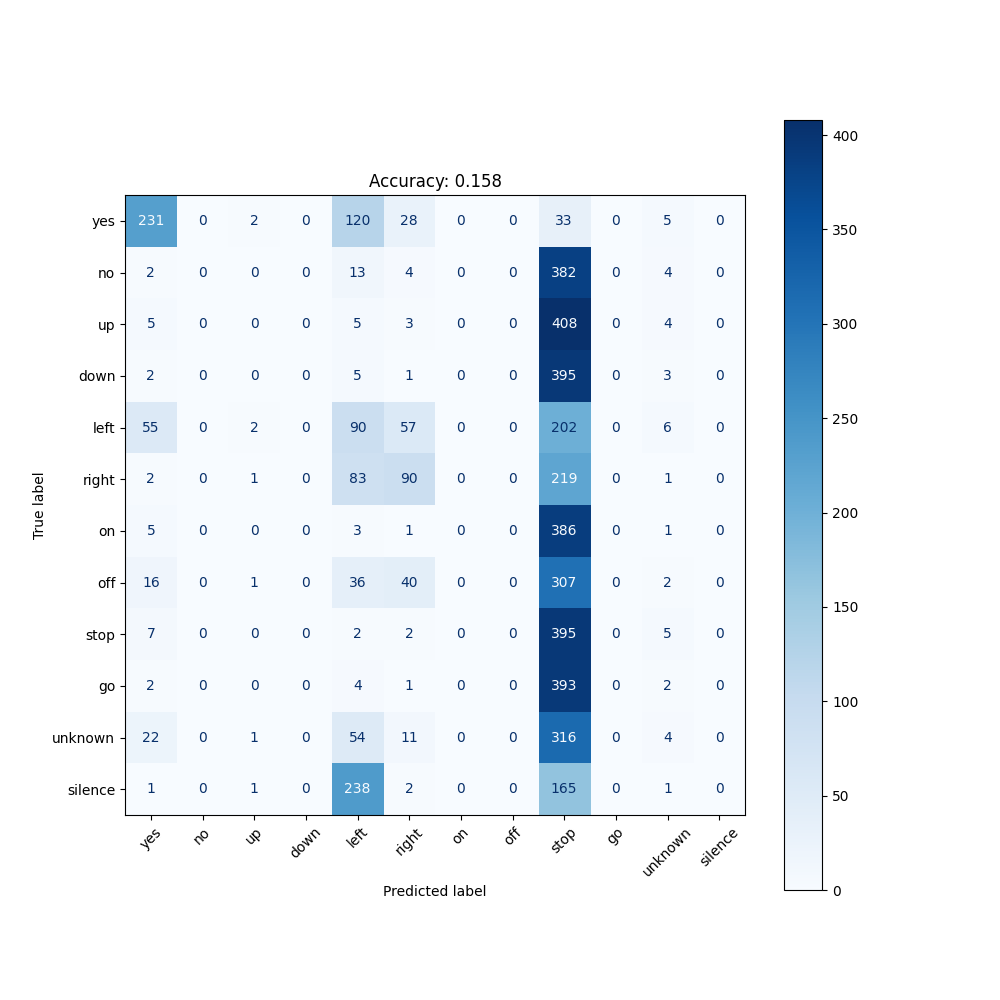 Accuracy: 0.158
yes 231 0 2 0 120 28 0 0 33 0 5 0
no 2 0 0 0 13 4 0 0 382 0 4 0
up 5 0 0 0 5 3 0 0 408 0 4 0
down 2 0 0 0 5 1 0 0 395 0 3 0
left 55 0 2 0 90 57 0 0 202 0 6 0
right 2 0 1 0 83 90 0 0 219 0 1 0
on 5 0 0 0 3 1 0 0 386 0 1 0
off 16 0 1 0 36 40 0 0 307 0 2 0
stop 7 0 0 0 2 2 0 0 395 0 5 0
go 2 0 0 0 4 1 0 0 393 0 2 0
unknown 22 0 1 0 54 11 0 0 316 0 4 0
silence 1 0 1 0 238 2 0 0 165 0 1 0
yes no up down left right on off stop go unknown silence
Predicted label
True label
400
350
300
250
200
150
100
50
0